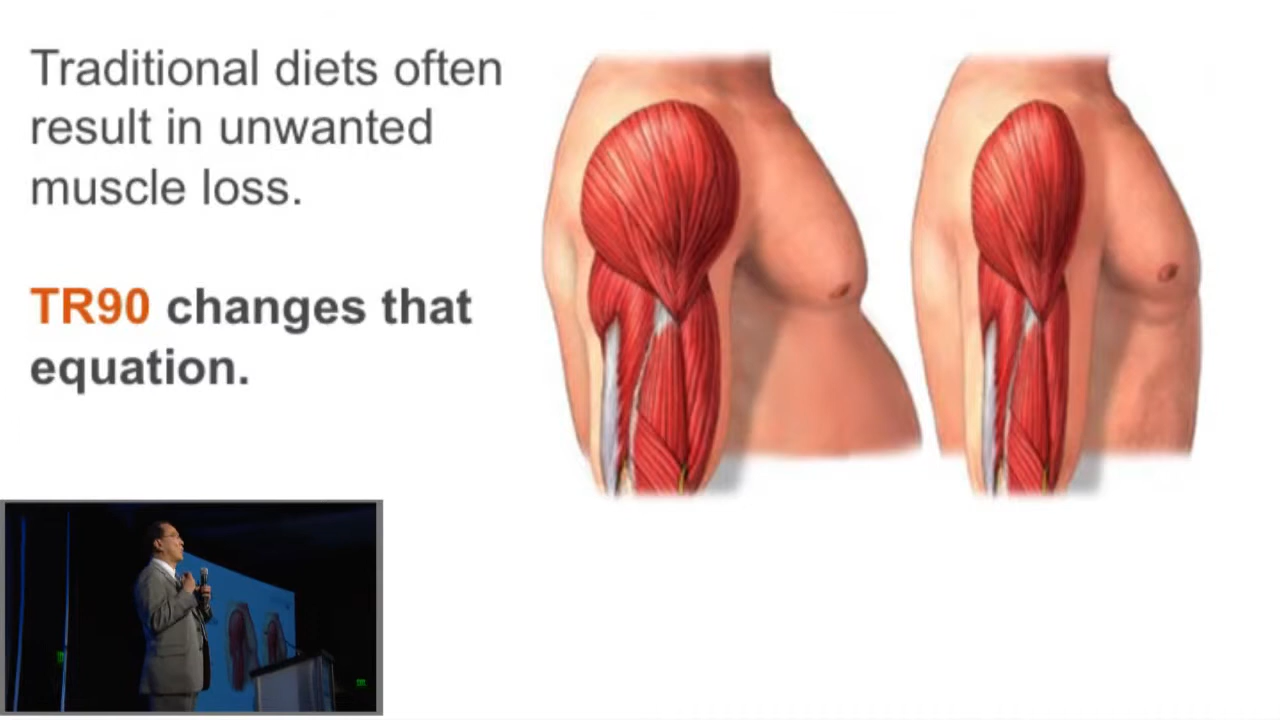 Traditional diets often
result in unwanted
muscle loss.
TR90 changes that
equation.